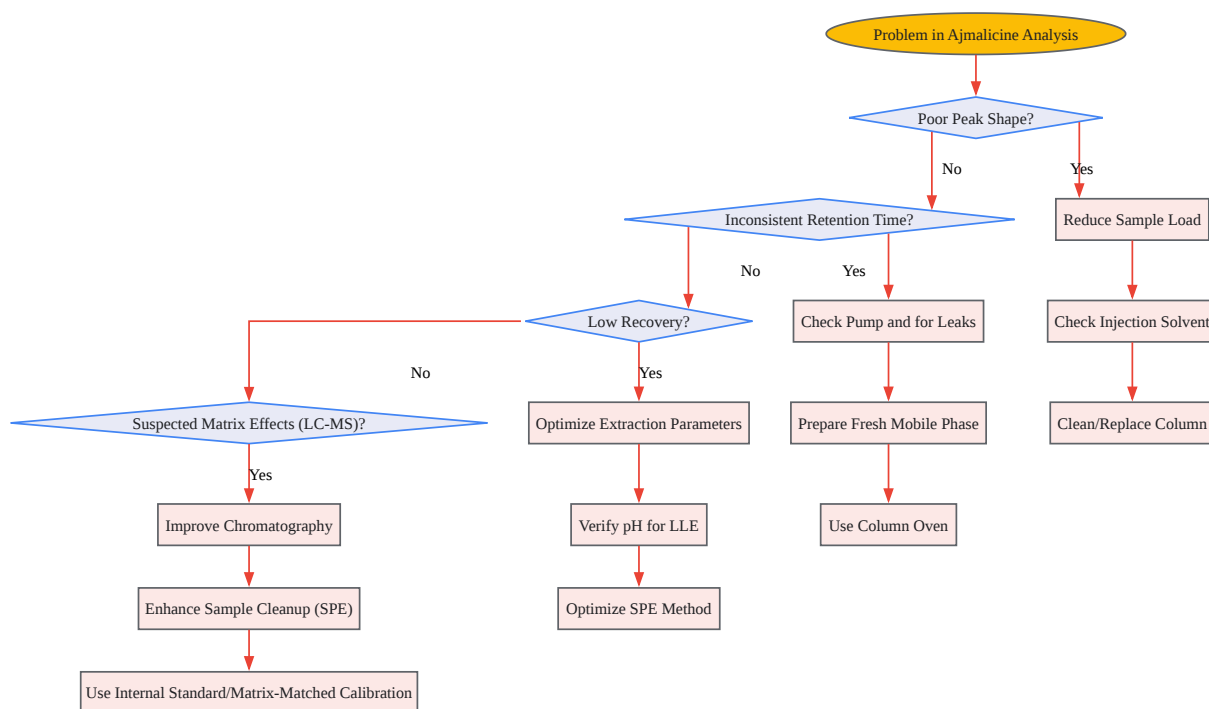 Problem in Ajmalicine Analysis
Poor Peak Shape?
No
Yes
Inconsistent Retention Time?
Reduce Sample Load
No
Yes
Low Recovery?
Check Pump and for Leaks
Check Injection Solvent
No
Yes
Suspected Matrix Effects (LC-MS)?
Optimize Extraction Parameters
Prepare Fresh Mobile Phase
Clean/Replace Column
Yes
Improve Chromatography
Verify pH for LLE
Use Column Oven
Enhance Sample Cleanup (SPE)
Optimize SPE Method
Use Internal Standard/Matrix-Matched Calibration